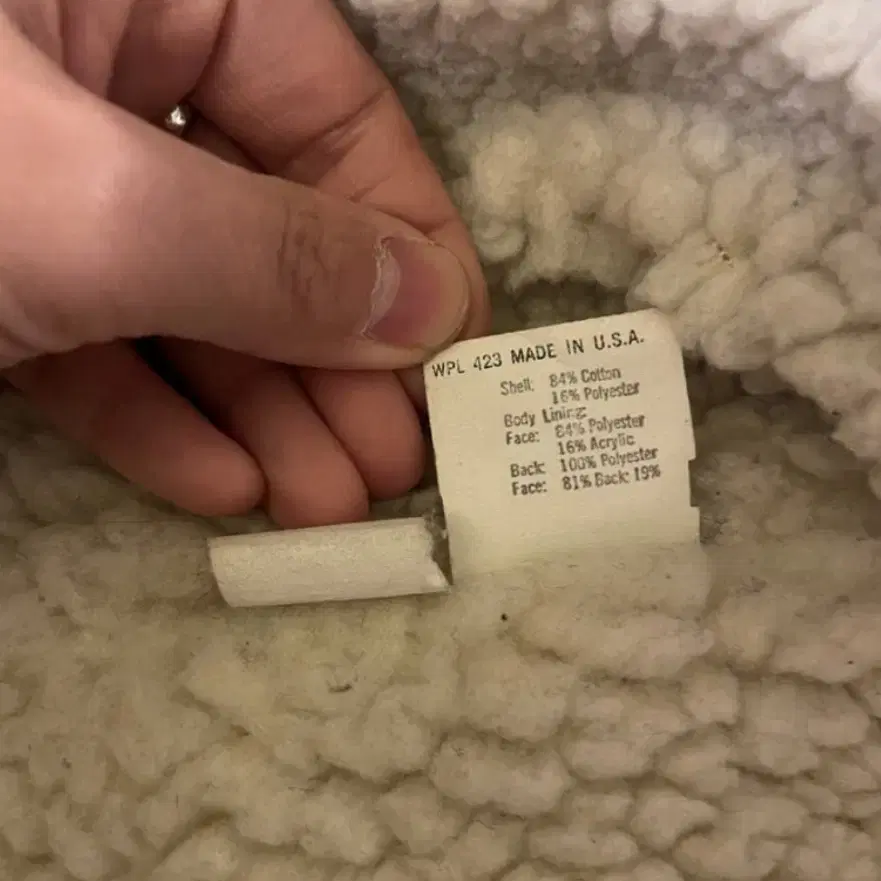 WPL 423 MADE IN U.S.A.
Shell: 84% Cotton
16% Polyester
Body Lining:
Face: 84% Polyester
16% Acrylic
Back: 100% Polyester
Face: 81% Back: 19%